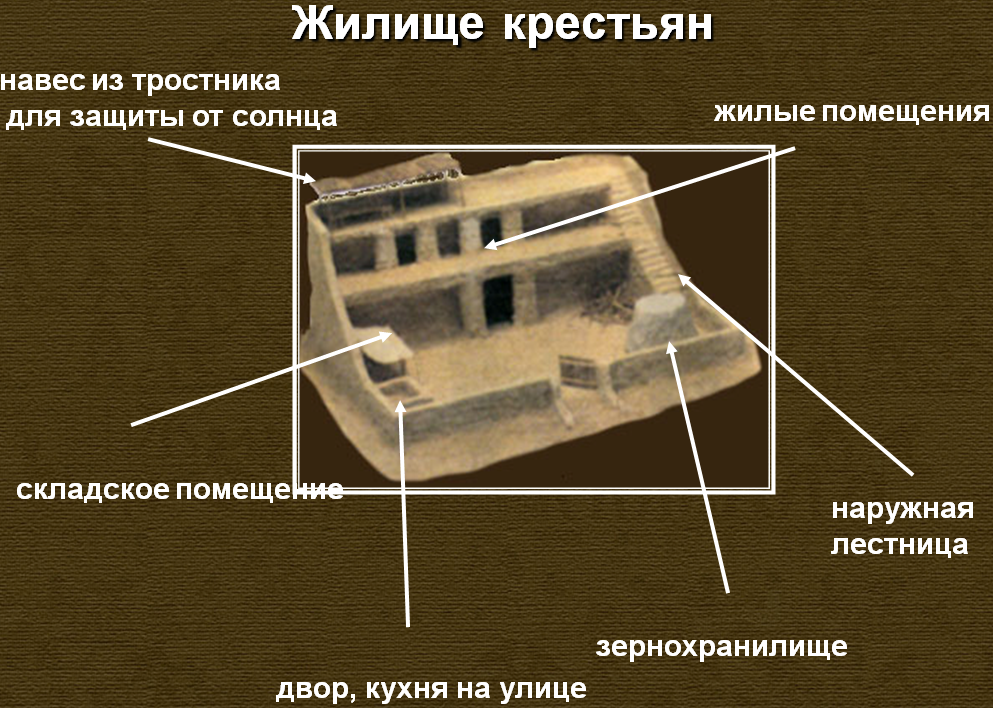 Жилище крестьян
навес из тростника
для защиты от солнца
жилые помещения
складское помещение
наружная
лестница
зернохранилище
двор, кухня на улице